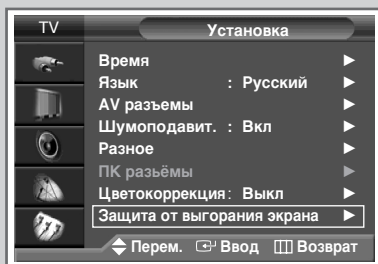 TV
Установка
Время
Язык : Русский
AV разъемы
Шумоподавит. : Вкл
Разное
ПК разьёмы
Цветокоррекция: Выкл
Защита от выгорания экрана
Перем. Ввод Возврат